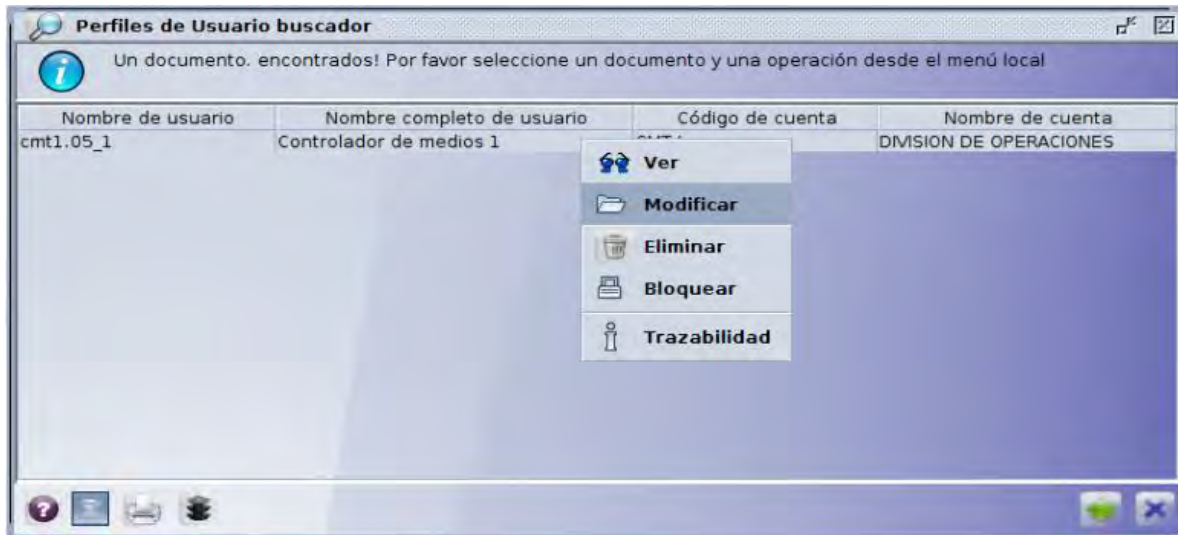 Perfiles de Usuario buscador
Un documento. encontrados! Por favor seleccione un documento y una operación desde el menú local
Nombre de usuario Nombre completo de usuario Código de cuenta Nombre de cuenta
cmt1.05_1 Controlador de medios 1 DIVISION DE OPERACIONES
Ver
Modificar
Eliminar
Bloquear
Trazabilidad